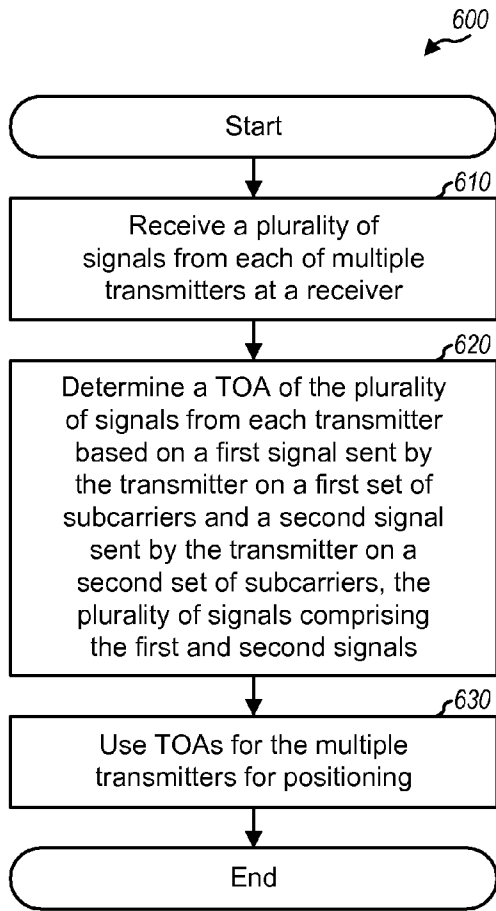 600
Start
610
Receive a plurality of
signals from each of multiple
transmitters at a receiver
620
Determine a TOA of the plurality
of signals from each transmitter
based on a first signal sent by
the transmitter on a first set of
subcarriers and a second signal
sent by the transmitter on a
second set of subcarriers, the
plurality of signals comprising
the first and second signals
630
Use TOAs for the multiple
transmitters for positioning
End